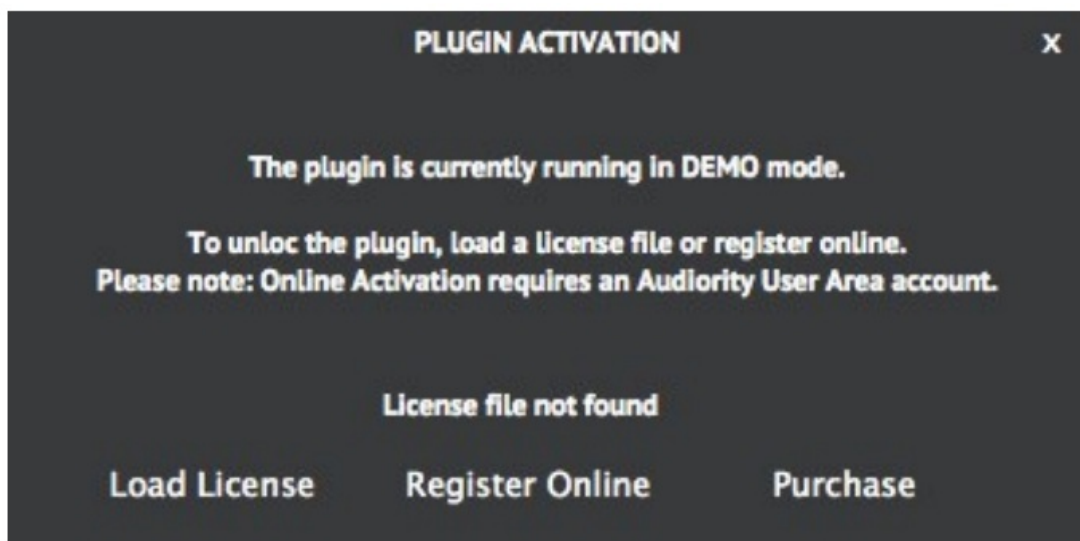 PLUGIN ACTIVATION x
The plugin is currently running in DEMO mode.
To unloc the plugin, load a license file or register online.
Please note: Online Activation requires an Audiority User Area account.
License file not found
Load License Register Online Purchase